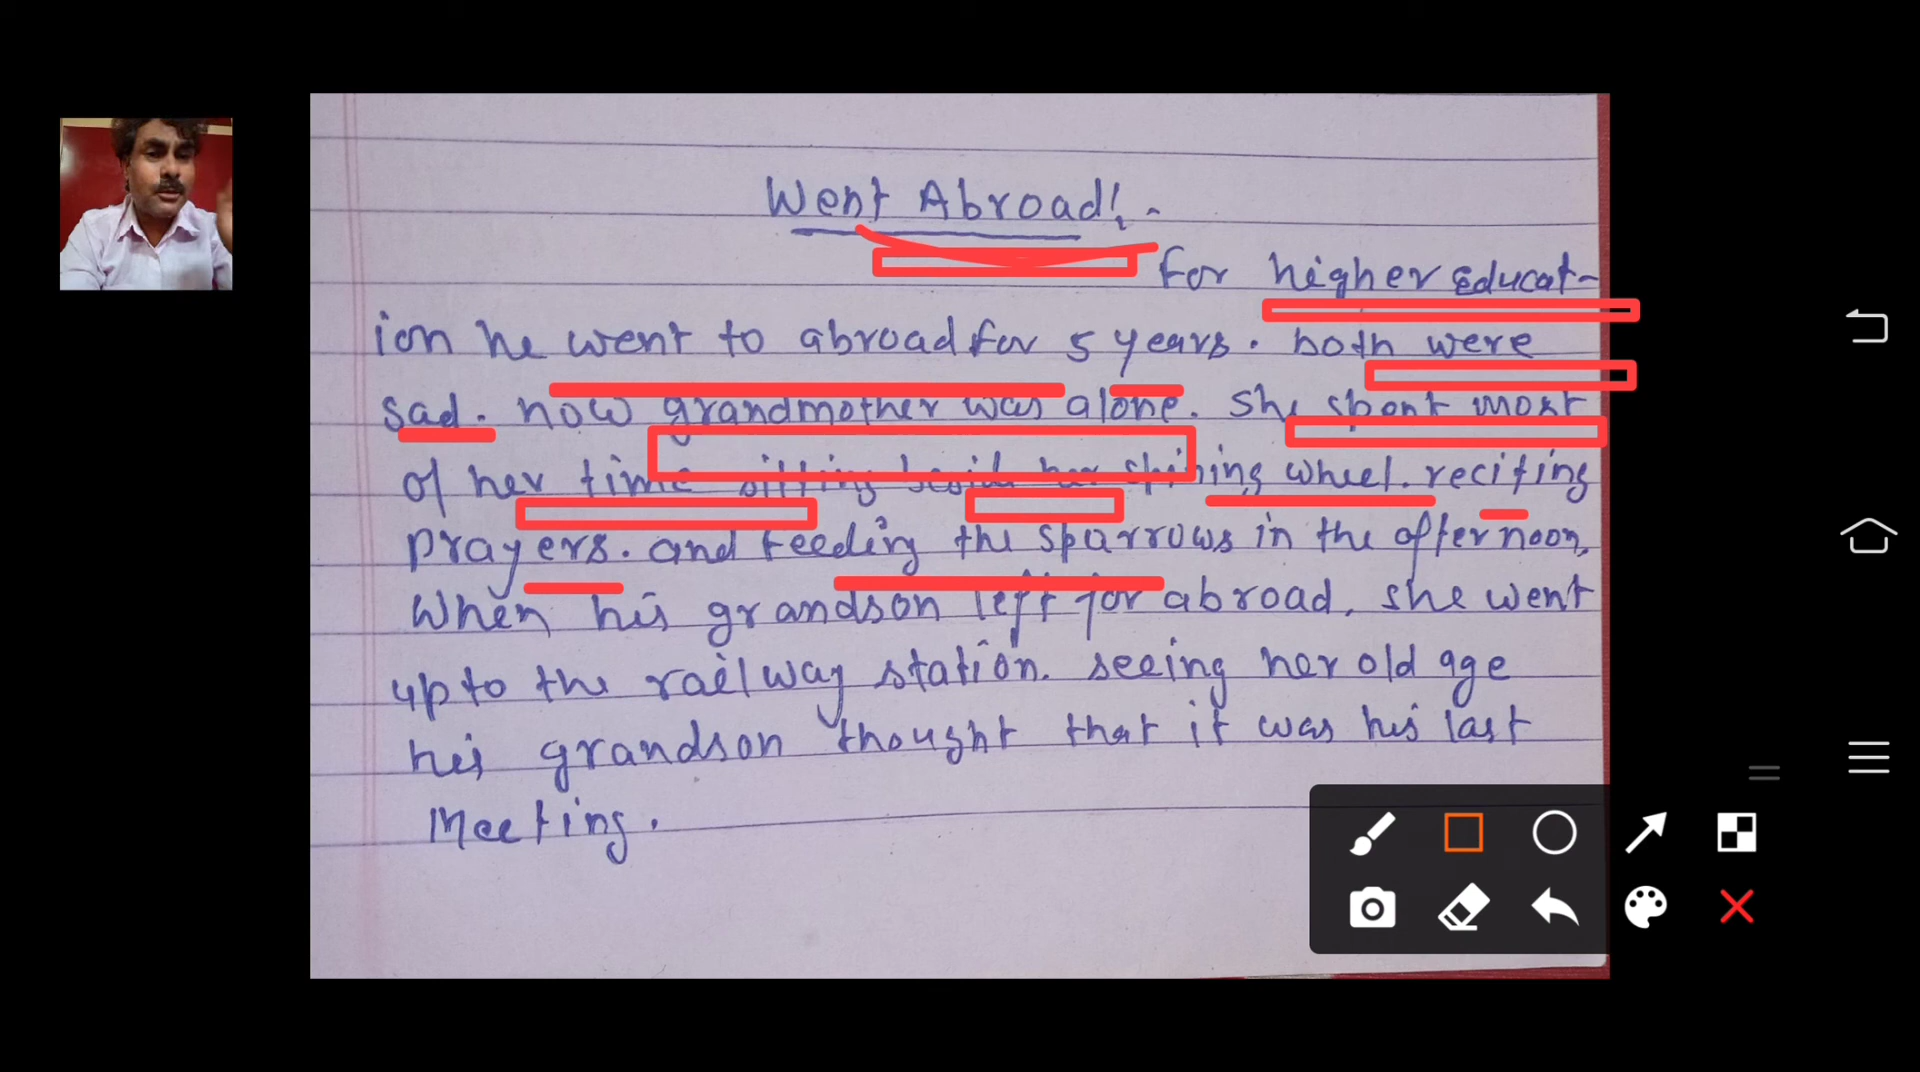 Went Abroad!-
For higher Educat-
ion he went to abroad for 5 years. both were
sad. now grandmother was alone. She spent most
of her time sitting beside her spining wheel. reciting
prayers. and feeding the sparrows in the afternoon.
When his grandson left for abroad, she went
upto the railway station. seeing her old age
his grandson thought that it was his last
Meeting.